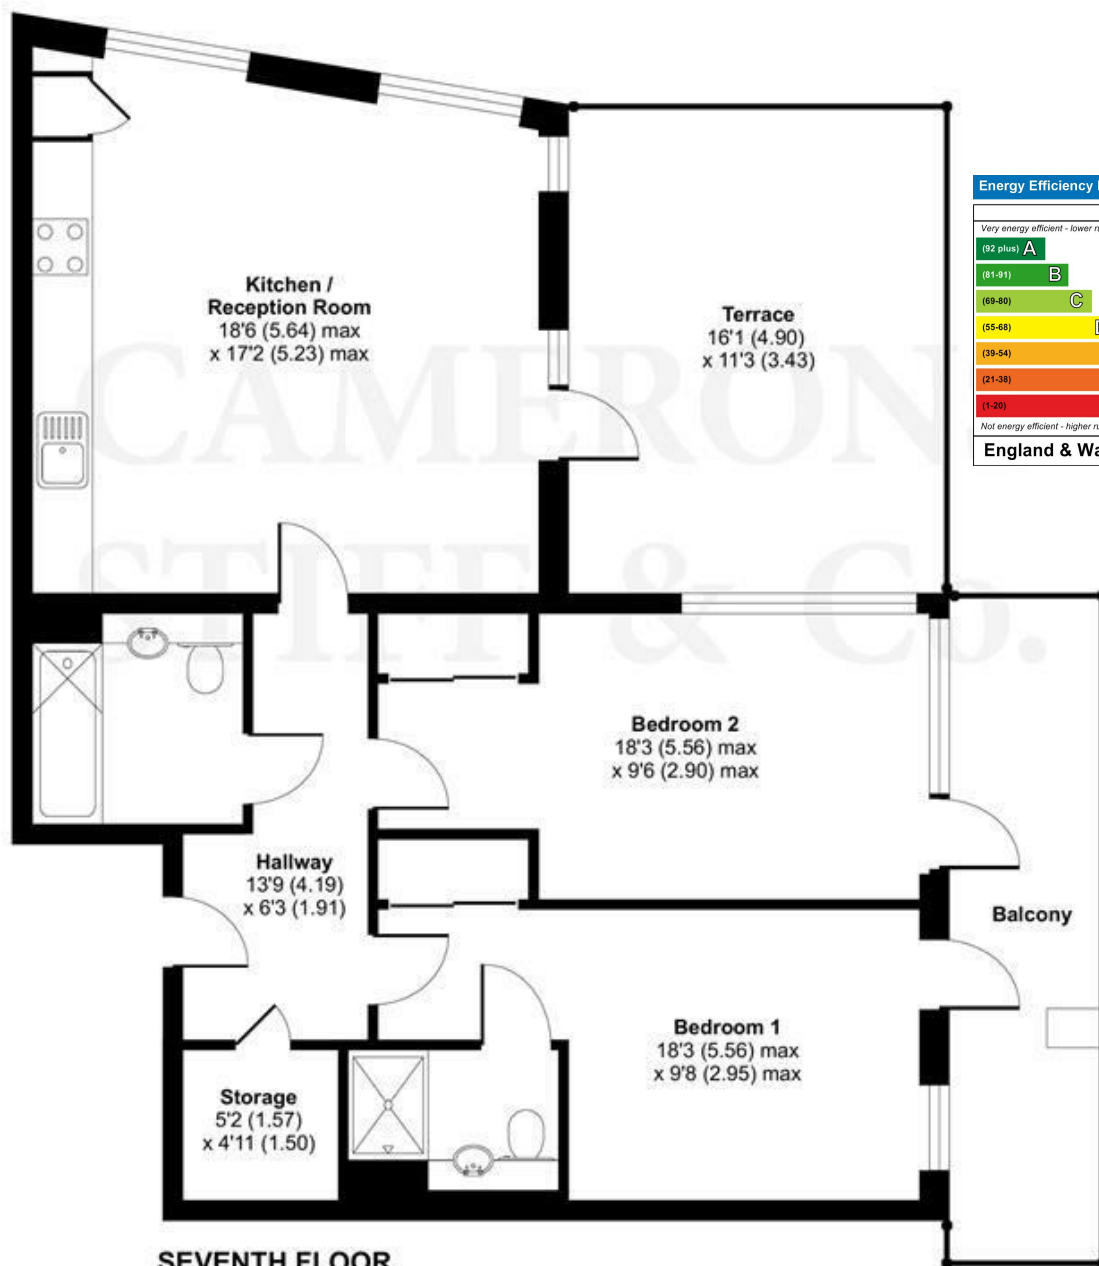 Kitchen /
Reception Room
18'6 (5.64) max
x 17'2 (5.23) max
Terrace
16'1 (4.90)
x 11'3 (3.43)
Energy Efficiency
Very energy efficient - lower
(92 plus) A
(81-91) B
(69-80) C
(55-68)
(39-54)
(21-38)
(1-20)
Not energy efficient - higher
England &
CAMERON
STIFF & Co.
Bedroom 2
18'3 (5.56) max
x 9'6 (2.90) max
Hallway
13'9 (4.19)
x 6'3 (1.91)
Balcony
Bedroom 1
18'3 (5.56) max
x 9'8 (2.95) max
Storage
5'2 (1.57)
x 4'11 (1.50)
SEVENTH FLOOR